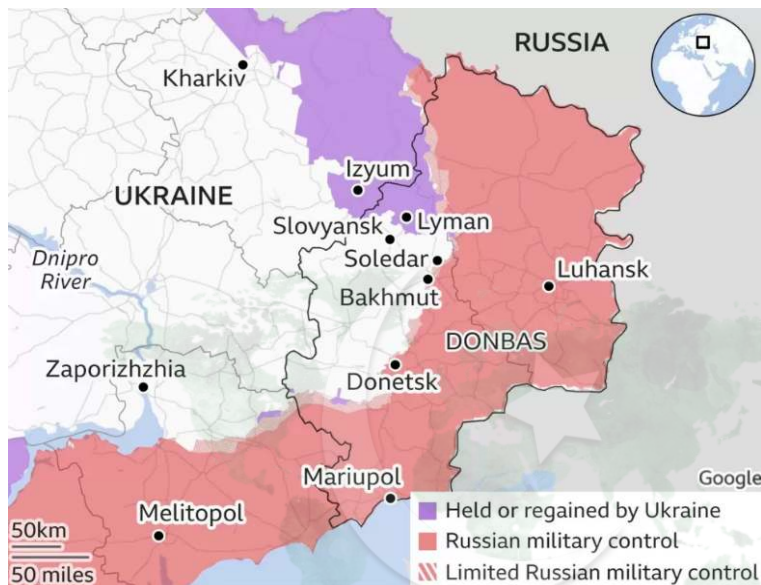 RUSSIA
Kharkiv
Izyum
UKRAINE
Lyman
Slovyansk
Dnipro
River
Soledar
Luhansk
Bakhmut
DONBAS
Zaporizhzhia
Donetsk
Mariupol
Google
Melitopol
50km
50 miles
Held or regained by Ukraine
Russian military control
Limited Russian military control